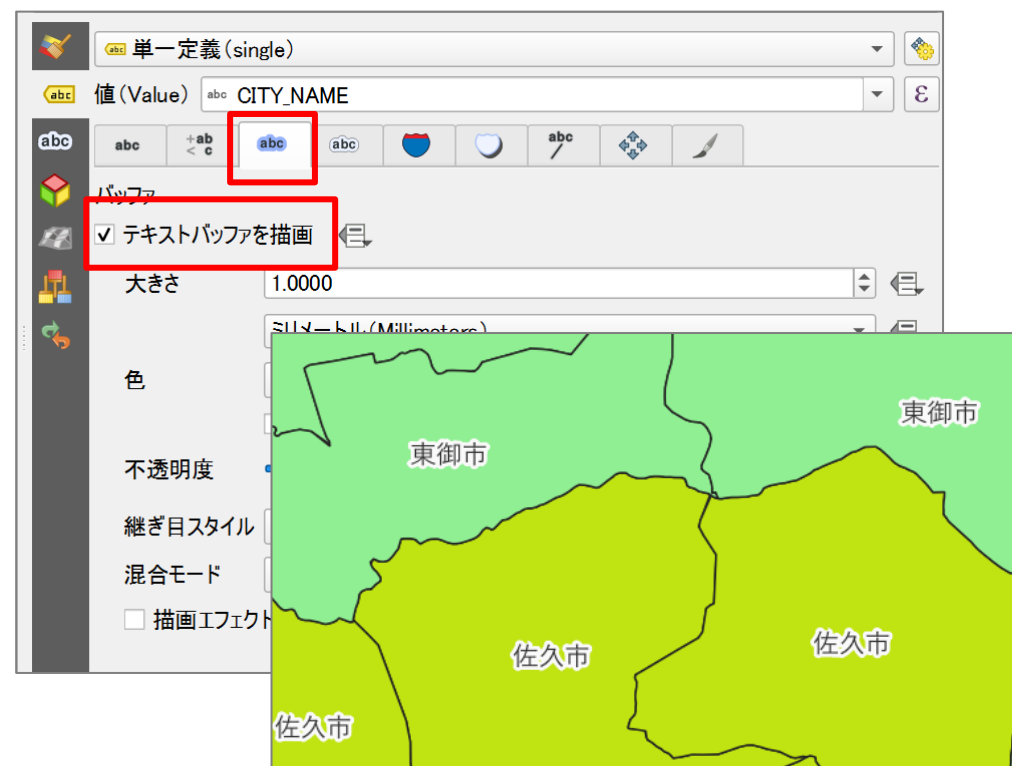 単一定義(single)
値(Value) abc CITY_NAME ε
abc
abc +ab < c abc abc abc
バッファ
テキストバッファを描画
大きさ 1.0000
ミリメートル(Millimeters)
色
不透明度
継ぎ目スタイル
混合モード
描画エフェクト
東御市
東御市
佐久市
佐久市
佐久市